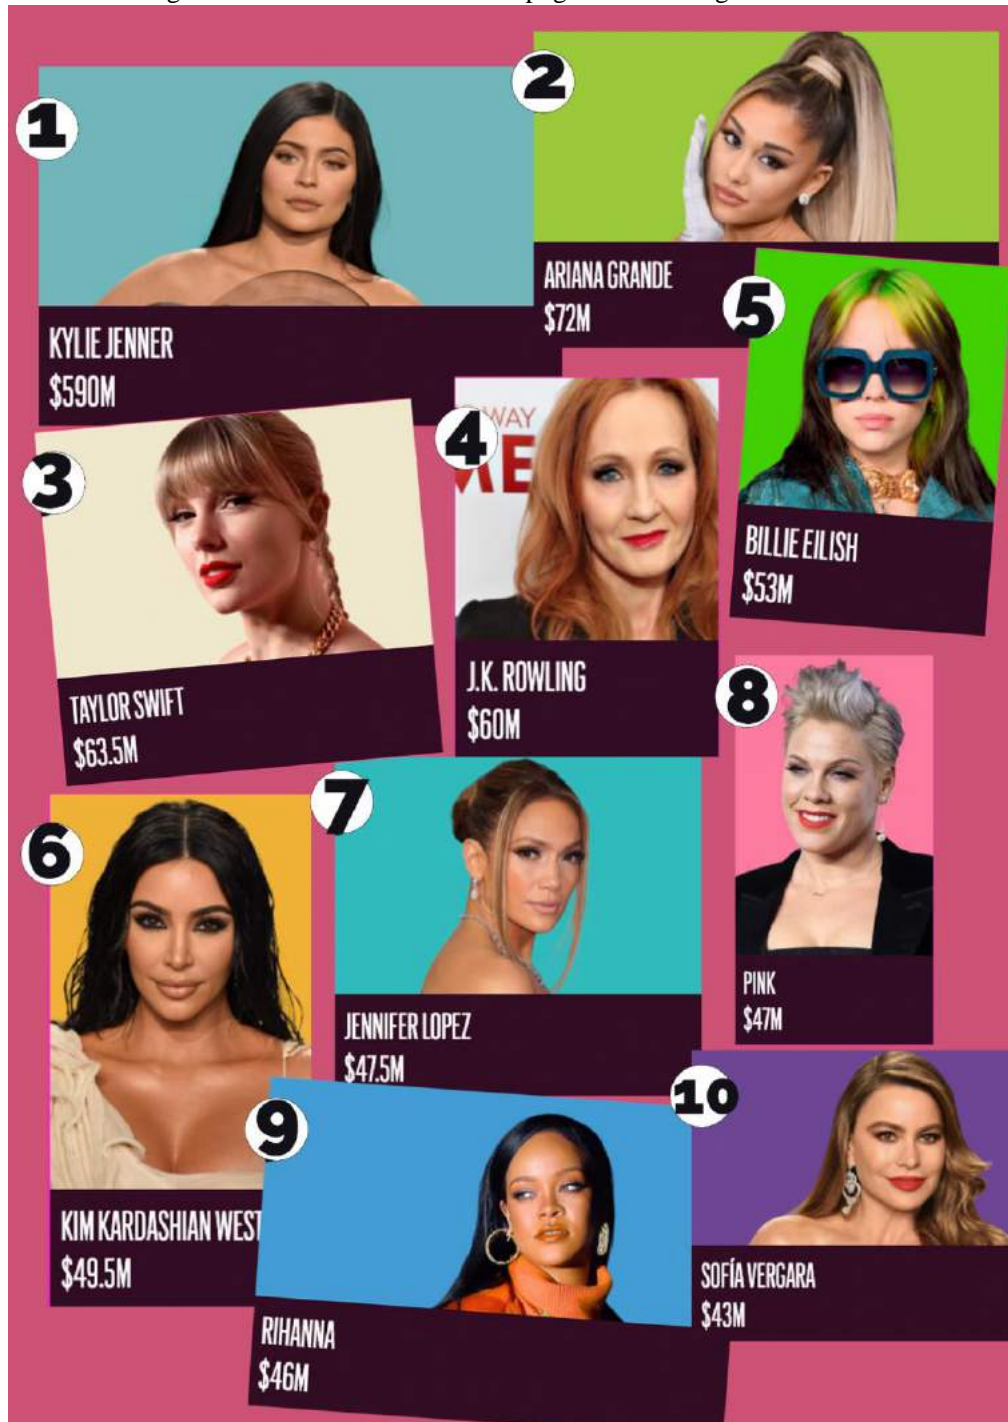 1
KYLIE JENNER
$590M
2
ARIANA GRANDE
$72M
3
TAYLOR SWIFT
$63.5M
4
WAY
J.K. ROWLING
$60M
5
BILLIE EILISH
$53M
6
KIM KARDASHIAN WEST
$49.5M
7
JENNIFER LOPEZ
$47.5M
8
PINK
$47M
9
RIHANNA
$46M
10
SOFÍA VERGARA
$43M